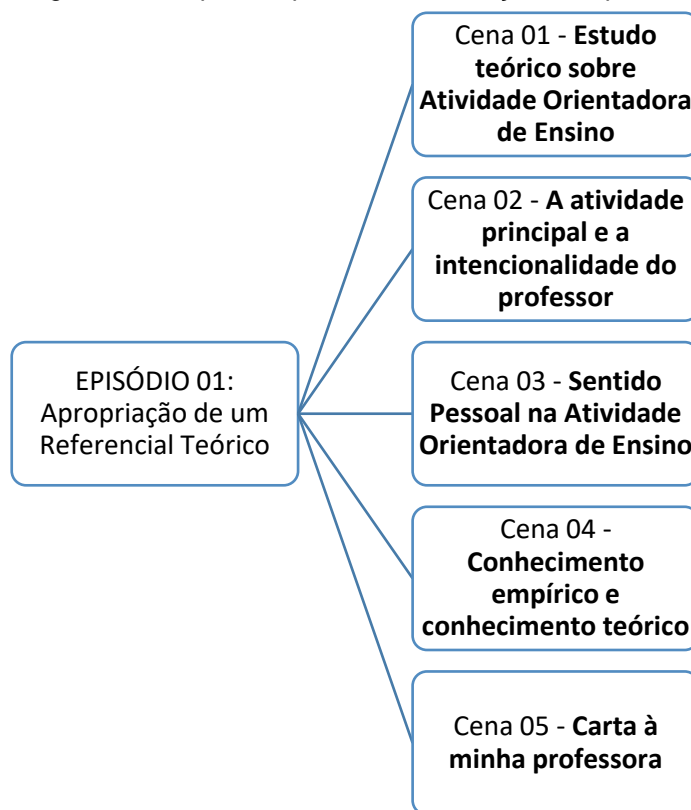 EPISÓDIO 01:
Apropriação de um
Referencial Teórico
Cena 01 - Estudo
teórico sobre
Atividade Orientadora
de Ensino
Cena 02 - A atividade
principal e a
intencionalidade do
professor
Cena 03 - Sentido
Pessoal na Atividade
Orientadora de Ensino
Cena 04 -
Conhecimento
empírico e
conhecimento teórico
Cena 05 - Carta à
minha professora